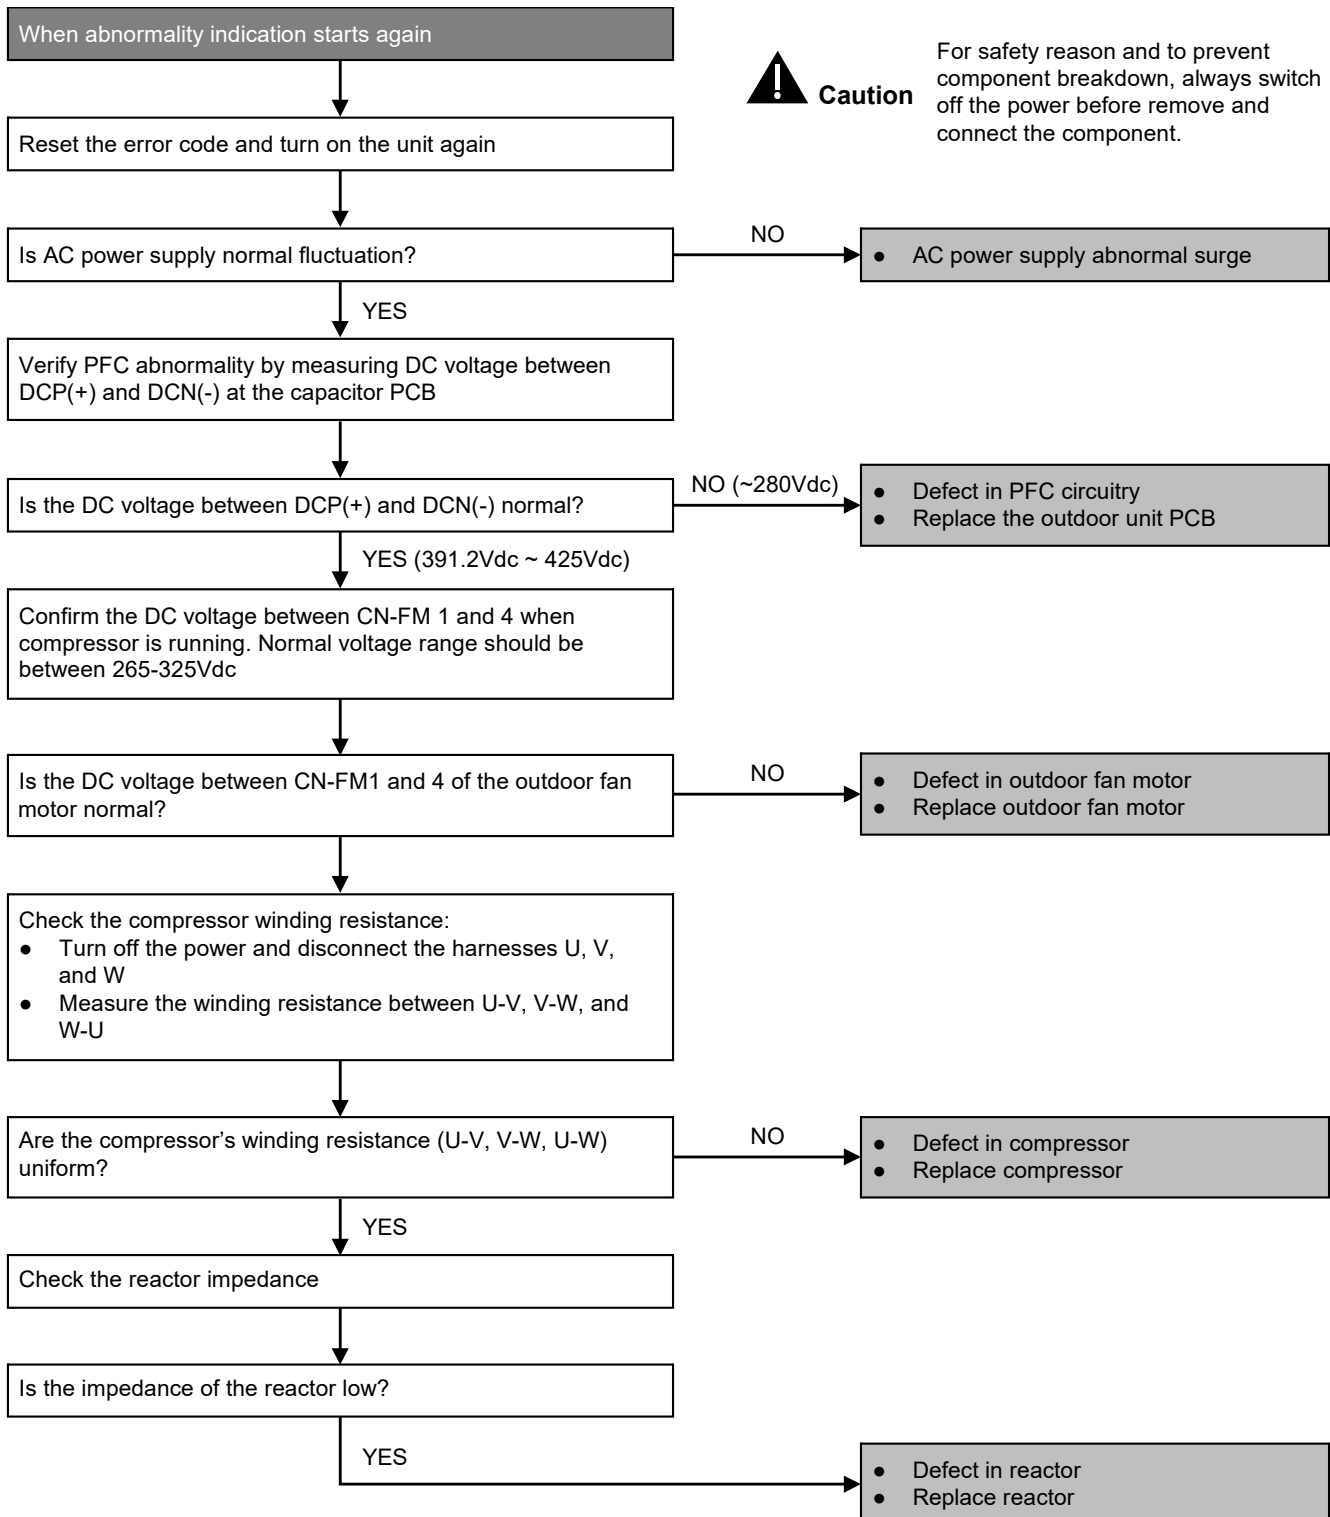 When abnormality indication starts again
Caution
For safety reason and to prevent
component breakdown, always switch
off the power before remove and
connect the component.
Reset the error code and turn on the unit again
Is AC power supply normal fluctuation?
NO
● AC power supply abnormal surge
YES
Verify PFC abnormality by measuring DC voltage between
DCP(+) and DCN(-) at the capacitor PCB
Is the DC voltage between DCP(+) and DCN(-) normal?
NO (~280Vdc)
● Defect in PFC circuitry
● Replace the outdoor unit PCB
YES (391.2Vdc ~ 425Vdc)
Confirm the DC voltage between CN-FM 1 and 4 when
compressor is running. Normal voltage range should be
between 265-325Vdc
Is the DC voltage between CN-FM1 and 4 of the outdoor fan
motor normal?
NO
● Defect in outdoor fan motor
● Replace outdoor fan motor
Check the compressor winding resistance:
● Turn off the power and disconnect the harnesses U, V,
and W
● Measure the winding resistance between U-V, V-W, and
W-U
Are the compressor’s winding resistance (U-V, V-W, U-W)
uniform?
NO
● Defect in compressor
● Replace compressor
YES
Check the reactor impedance
Is the impedance of the reactor low?
YES
● Defect in reactor
● Replace reactor